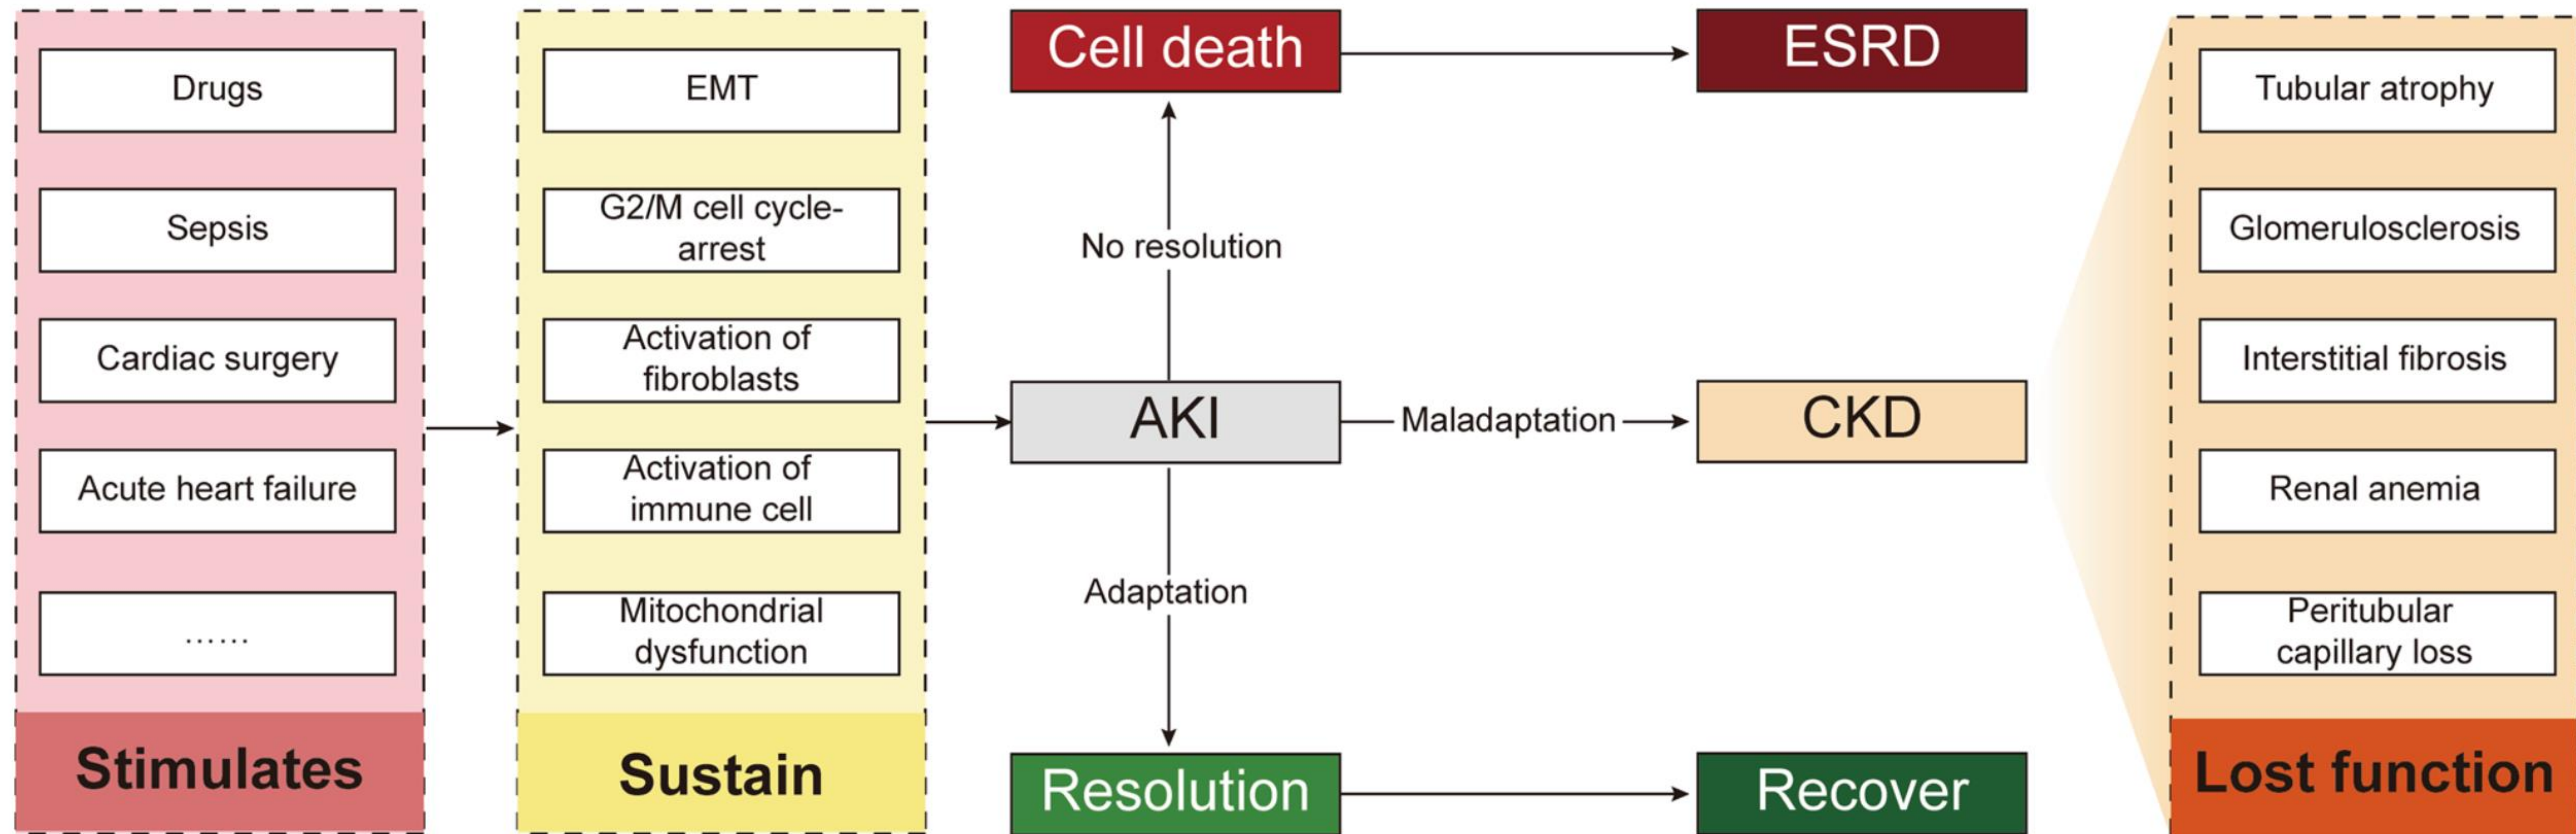 Drugs
Sepsis
Cardiac surgery
Acute heart failure
......
Stimulates
EMT
G2/M cell cycle-
arrest
Activation of
fibroblasts
Activation of
immune cell
Mitochondrial
dysfunction
Sustain
Cell death
ESRD
No resolution
AKI
Maladaptation
CKD
Adaptation
Resolution
Recover
Tubular atrophy
Glomerulosclerosis
Interstitial fibrosis
Renal anemia
Peritubular
capillary loss
Lost function